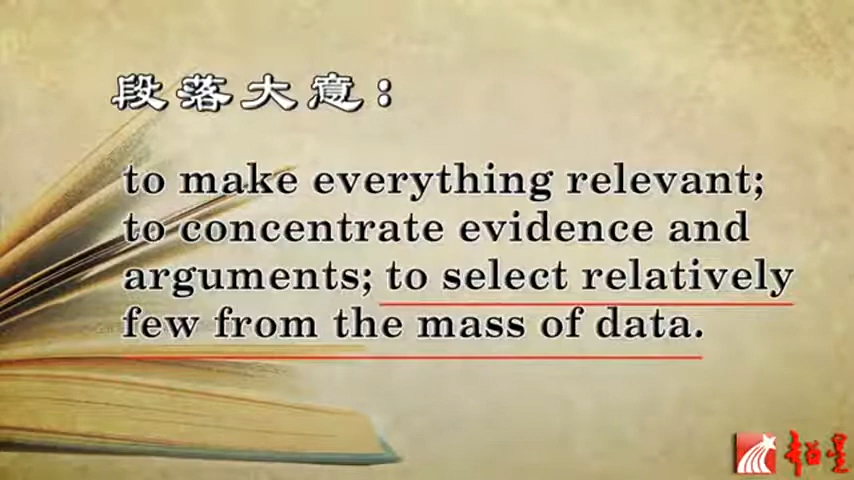 段落大意：
to make everything relevant;
to concentrate evidence and
arguments; to select relatively
few from the mass of data.